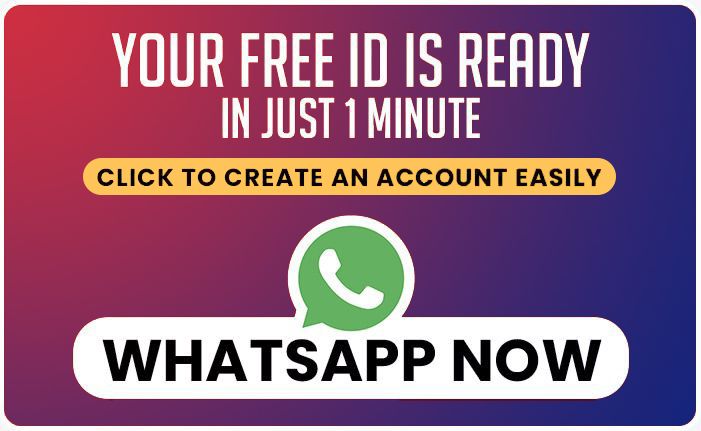 YOUR FREE ID IS READY
IN JUST 1 MINUTE
CLICK TO CREATE AN ACCOUNT EASILY
WHATSAPP NOW